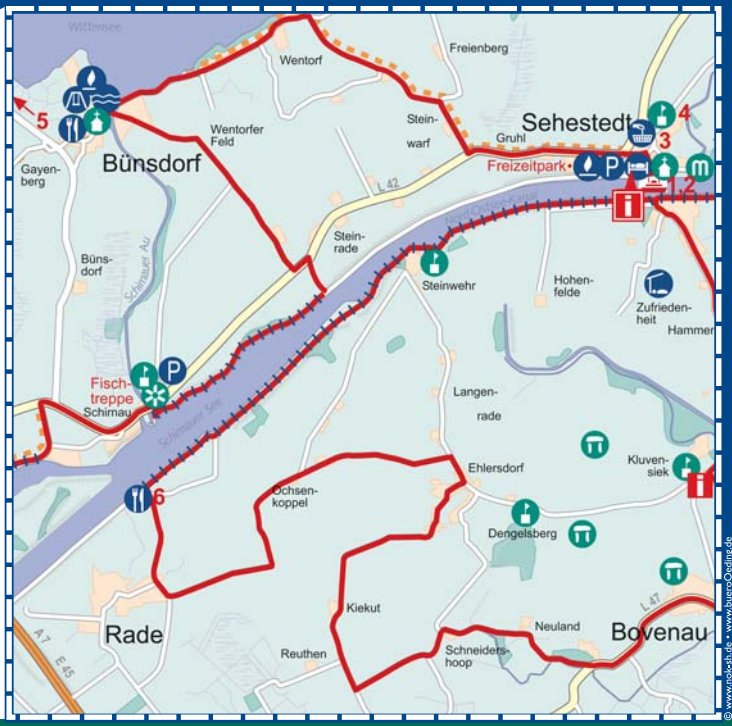 Wittensee
Freienberg
Wentorf
5
4
Stein-
warf
Sehestedt
Wentorfer
Feld
Gruhl
3
Gayen-
berg
Bünsdorf
Freizeitpark
P
m
L 42
1,2
i
Nord-Ostsee-Kanal
Stein-
rade
Büns-
dorf
Schirnauer Au
Steinwehr
Hohen-
felde
Zufrieden-
heit
Hammer
P
Fisch-
treppe
Schirnau
Schirnauer See
Langen-
rade
Ehlersdorf
Kluven-
siek
i
6
Ochsen-
koppel
Dengelsberg
Kiekut
L 47
Rade
Neuland
Bovenau
A 7
E 45
Reuthen
Schneiders-
hoop
© www.nok-sh.de • www.bueroOeding.de